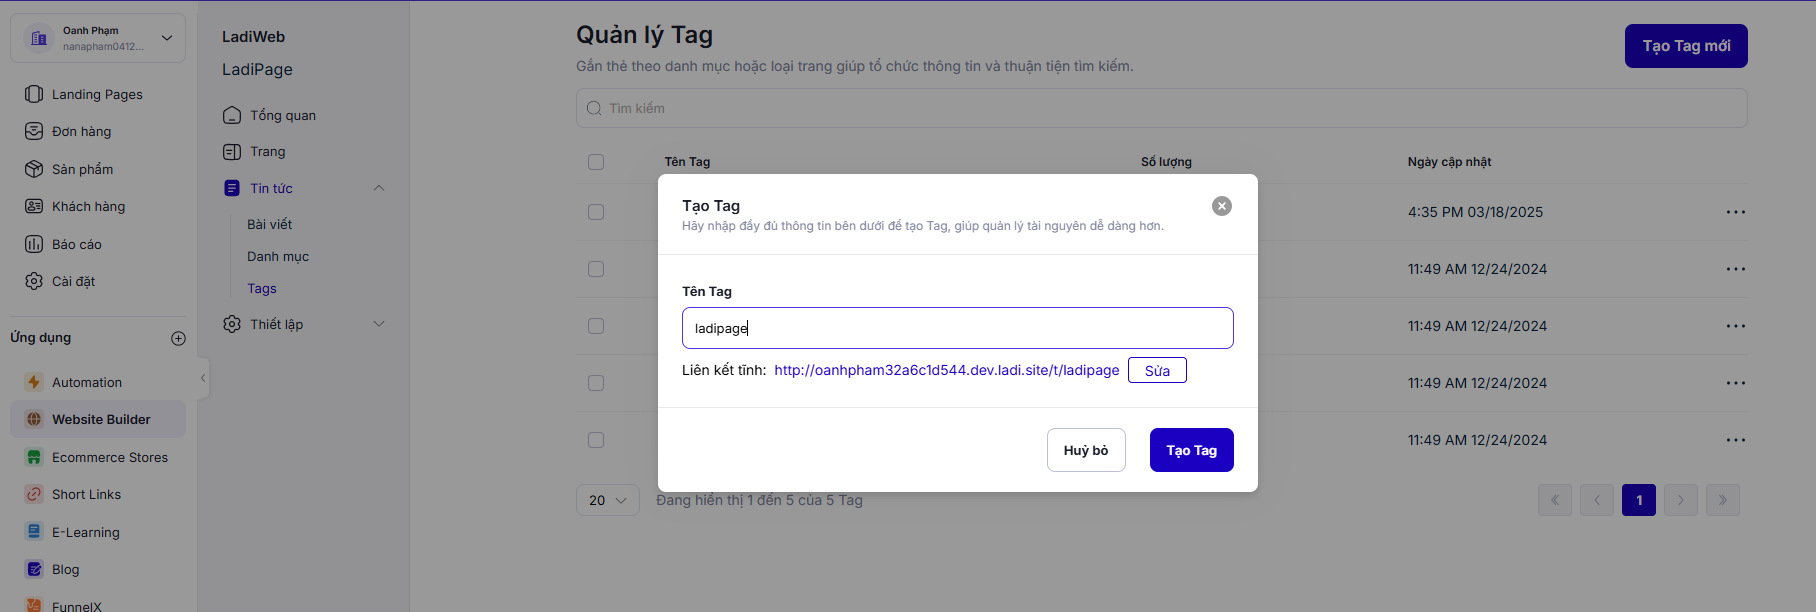 Oanh Phạm
nanapham0412...
Landing Pages
Đơn hàng
Sản phẩm
Khách hàng
Báo cáo
Cài đặt
Ứng dụng
Automation
Website Builder
Ecommerce Stores
Short Links
E-Learning
Blog
FunnelX
LadiWeb
LadiPage
Tổng quan
Trang
Tin tức
Bài viết
Danh mục
Tags
Thiết lập
Quản lý Tag
Gắn thẻ theo danh mục hoặc loại trang giúp tổ chức thông tin và thuận tiện tìm kiếm.
Tạo Tag mới
Tìm kiếm
Tên Tag Số lượng Ngày cập nhật
4:35 PM 03/18/2025
11:49 AM 12/24/2024
11:49 AM 12/24/2024
11:49 AM 12/24/2024
11:49 AM 12/24/2024
Tạo Tag
Hãy nhập đầy đủ thông tin bên dưới để tạo Tag, giúp quản lý tài nguyên dễ dàng hơn.
Tên Tag
ladipage
Liên kết tĩnh: http://oanhpham32a6c1d544.dev.ladi.site/t/ladipage Sửa
Huỷ bỏ Tạo Tag
20 Đang hiển thị 1 đến 5 của 5 Tag 1